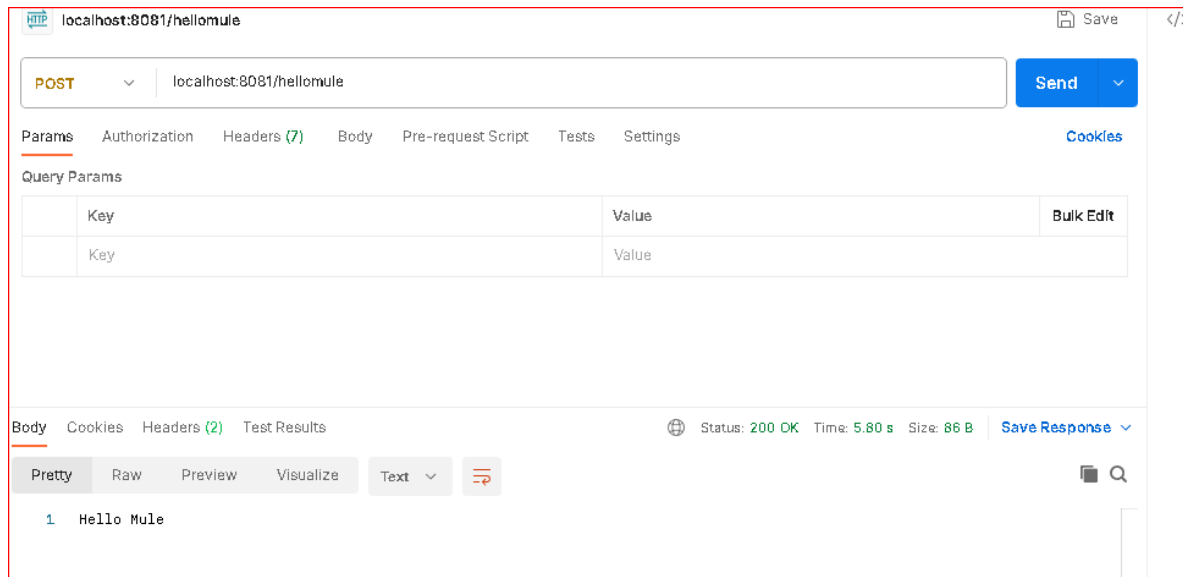 HTTP localhost:8081/hellomule Save </>
POST localhost:8081/hellomule Send
Params Authorization Headers (7) Body Pre-request Script Tests Settings Cookies
Query Params
Key Value Bulk Edit
Key Value
Body Cookies Headers (2) Test Results Status: 200 OK Time: 5.80 s Size: 86 B Save Response
Pretty Raw Preview Visualize Text
1 Hello Mule